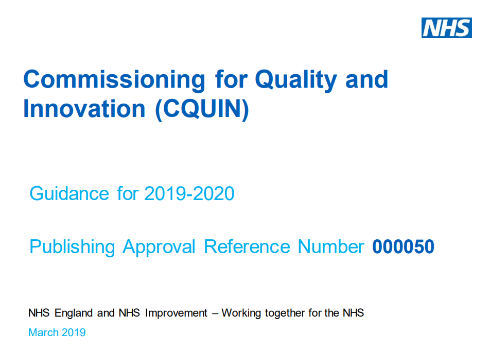 NHS
Commissioning for Quality and
Innovation (CQUIN)
Guidance for 2019-2020
Publishing Approval Reference Number 000050
NHS England and NHS Improvement – Working together for the NHS
March 2019